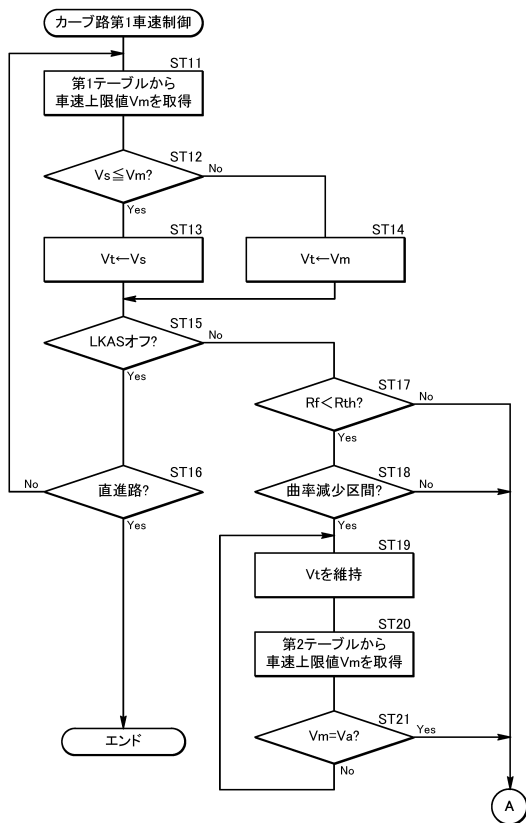 カーブ路第1車速制御
ST11
第1テーブルから
車速上限値Vmを取得
ST12
Vs≦Vm?
No
Yes
ST13
Vt←Vs
ST14
Vt←Vm
ST15
LKASオフ?
No
Yes
ST17
Rf<Rth?
No
Yes
ST16
直進路?
No
Yes
ST18
曲率減少区間?
No
Yes
ST19
Vtを維持
ST20
第2テーブルから
車速上限値Vmを取得
ST21
Vm=Va?
Yes
No
エンド
A